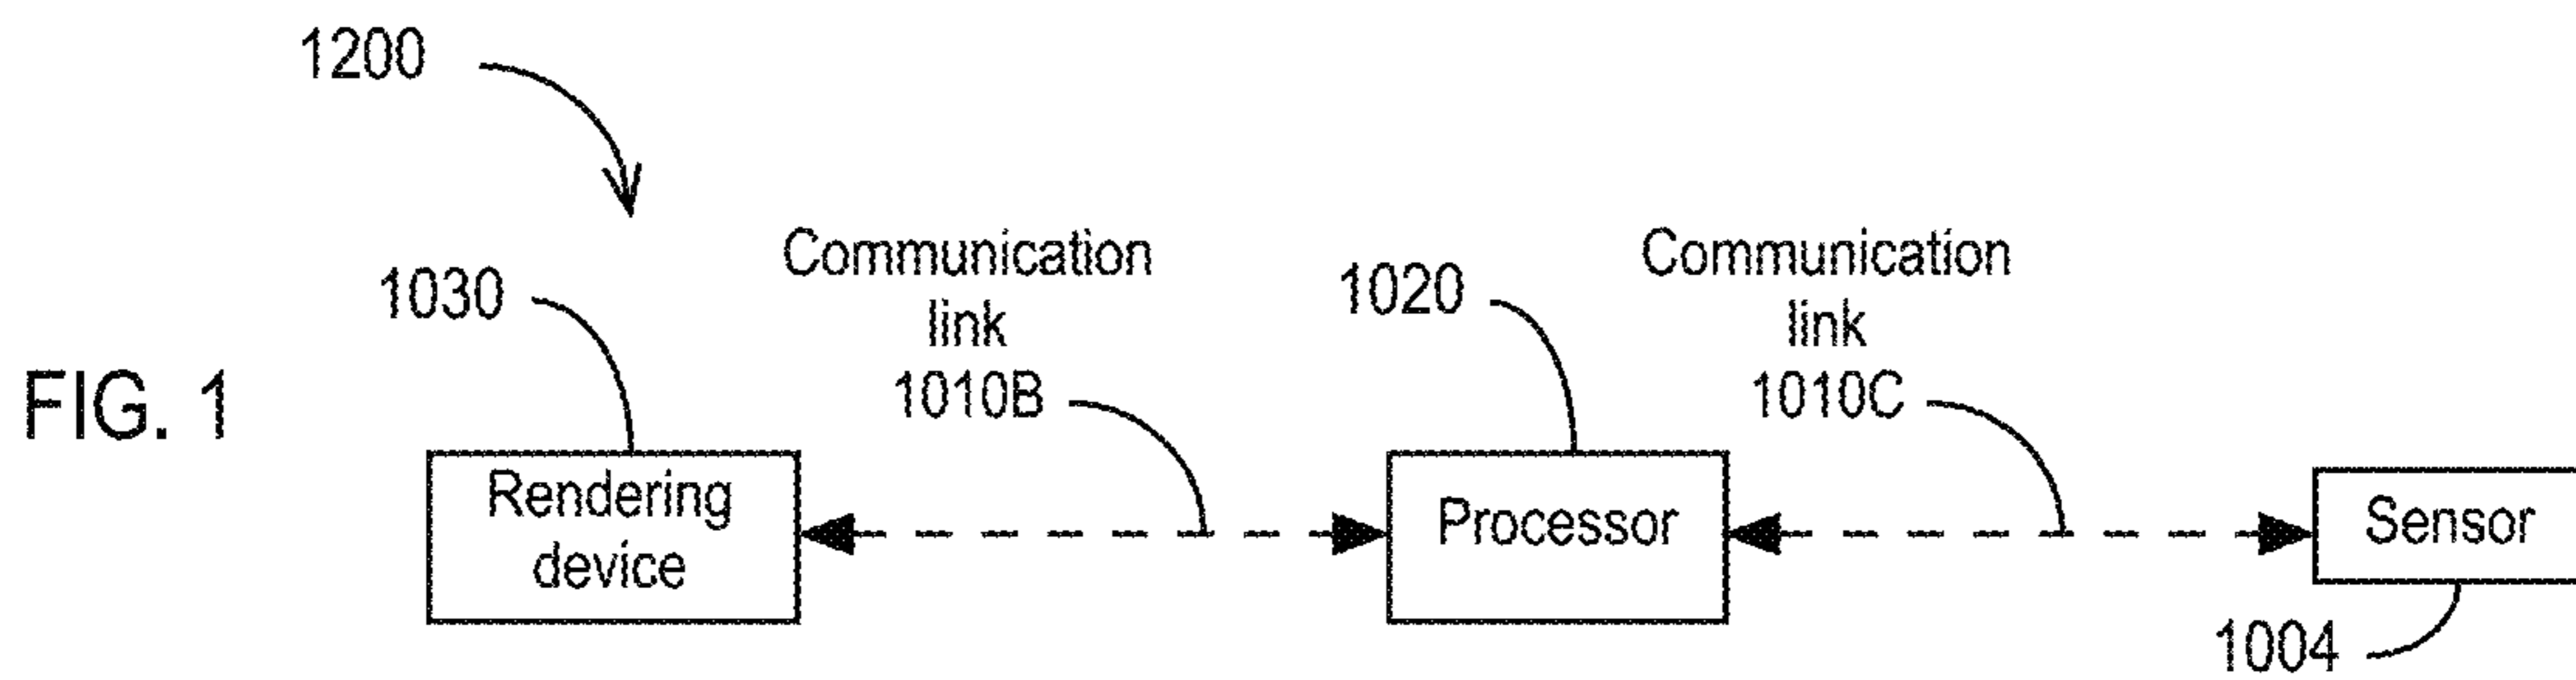 1200
Communication
link
1010B
Communication
link
1010C
1030
1020
FIG. 1
Rendering
device
Processor
Sensor
1004